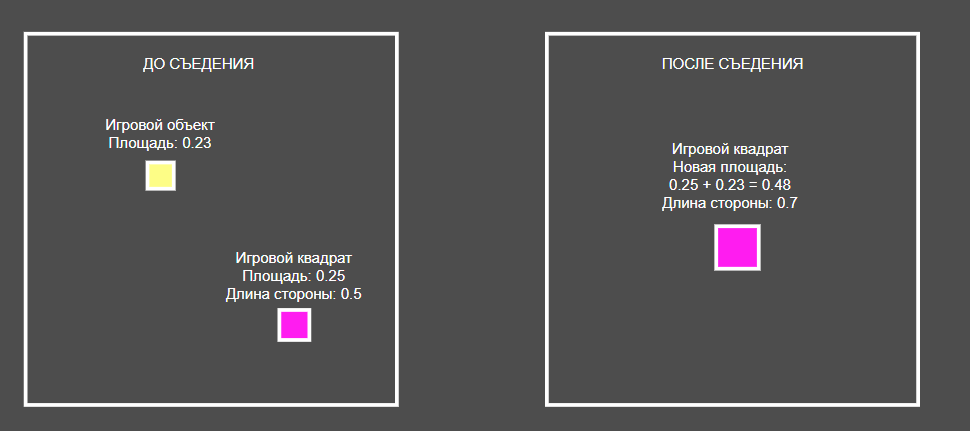 ДО СЪЕДЕНИЯ
Игровой объект
Площадь: 0.23
Игровой квадрат
Площадь: 0.25
Длина стороны: 0.5
ПОСЛЕ СЪЕДЕНИЯ
Игровой квадрат
Новая площадь:
0.25 + 0.23 = 0.48
Длина стороны: 0.7